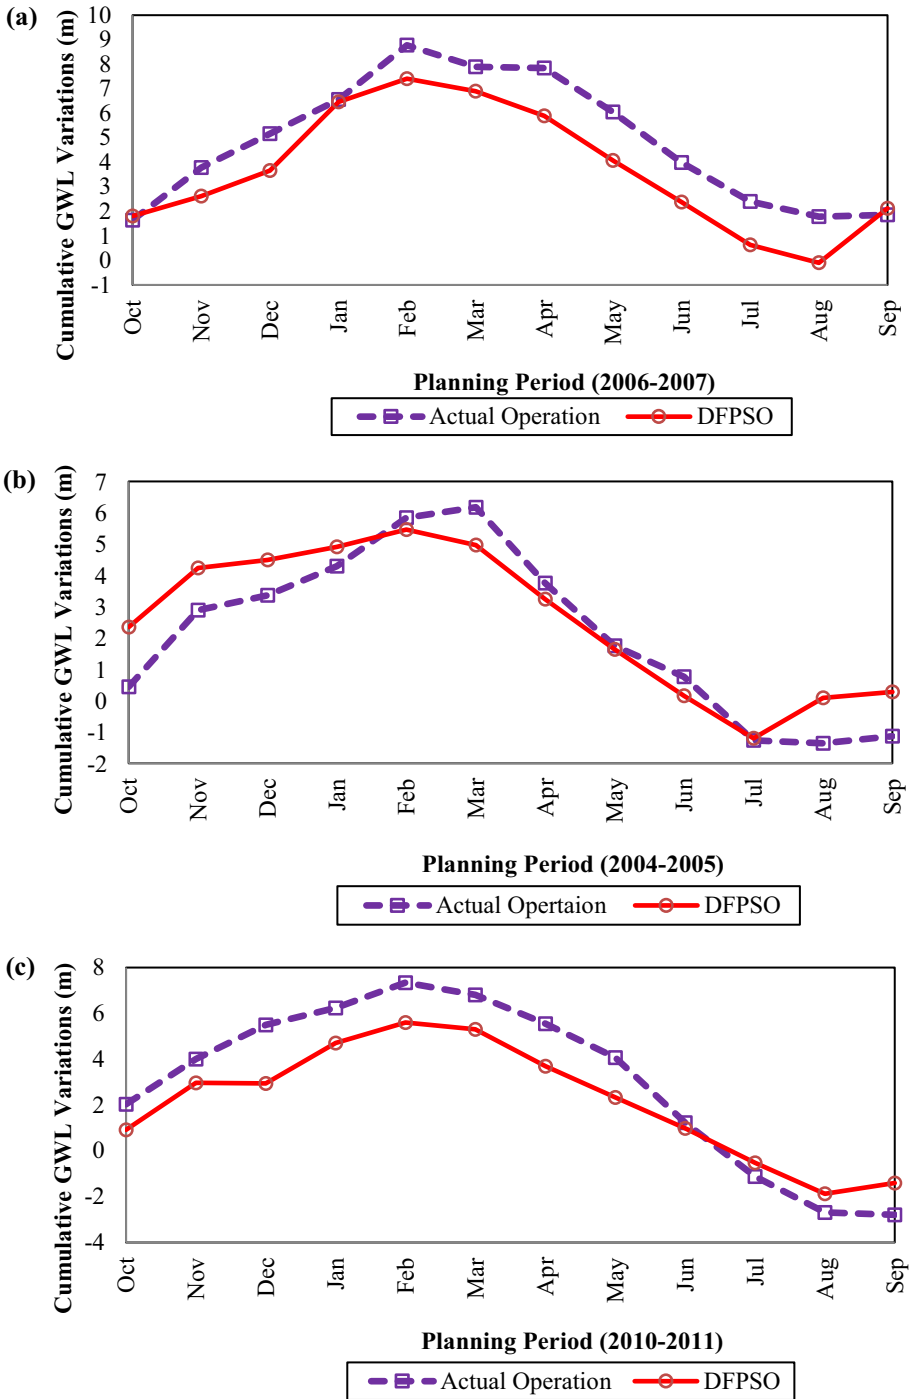 (a)
Cumulative GWL Variations (m)
10
9
8
7
6
5
4
3
2
1
0
-1
Oct
Nov
Dec
Jan
Feb
Mar
Apr
May
Jun
Jul
Aug
Sep
Planning Period (2006-2007)
Actual Operation DFPSO
(b)
Cumulative GWL Variations (m)
7
6
5
4
3
2
1
0
-1
-2
Oct
Nov
Dec
Jan
Feb
Mar
Apr
May
Jun
Jul
Aug
Sep
Planning Period (2004-2005)
Actual Opertaion DFPSO
(c)
Cumulative GWL Variations (m)
8
6
4
2
0
-2
-4
Oct
Nov
Dec
Jan
Feb
Mar
Apr
May
Jun
Jul
Aug
Sep
Planning Period (2010-2011)
Actual Operation DFPSO